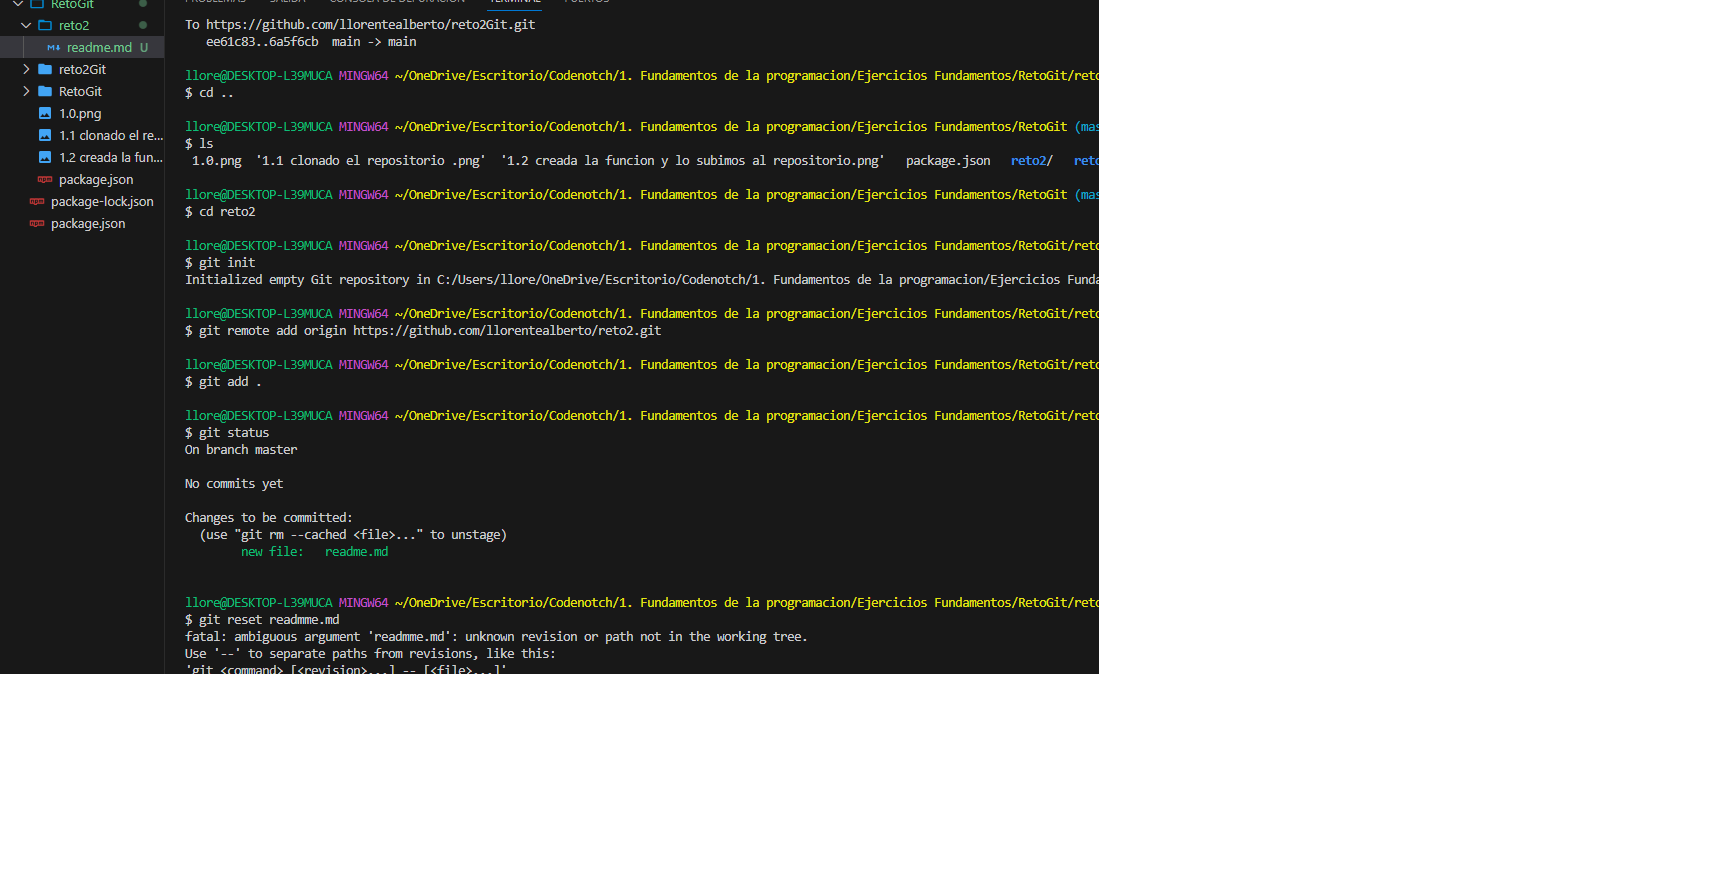 RetoGit
reto2
readme.md U
reto2Git
RetoGit
1.0.png
1.1 clonado el re...
1.2 creada la fun...
package.json
package-lock.json
package.json
PROBLEMAS SALIDA CONSOLA DE DEPURACIÓN TERMINAL PUERTOS
To https://github.com/llorentealberto/reto2Git.git
ee61c83..6a5f6cb main -> main
llore@DESKTOP-L39MUCA MINGW64 ~/OneDrive/Escritorio/Codenotch/1. Fundamentos de la programacion/Ejercicios Fundamentos/RetoGit/reto
$ cd ..
llore@DESKTOP-L39MUCA MINGW64 ~/OneDrive/Escritorio/Codenotch/1. Fundamentos de la programacion/Ejercicios Fundamentos/RetoGit (mas
$ ls
1.0.png '1.1 clonado el repositorio .png' '1.2 creada la funcion y lo subimos al repositorio.png' package.json reto2/ reto
llore@DESKTOP-L39MUCA MINGW64 ~/OneDrive/Escritorio/Codenotch/1. Fundamentos de la programacion/Ejercicios Fundamentos/RetoGit (mas
$ cd reto2
llore@DESKTOP-L39MUCA MINGW64 ~/OneDrive/Escritorio/Codenotch/1. Fundamentos de la programacion/Ejercicios Fundamentos/RetoGit/reto
$ git init
Initialized empty Git repository in C:/Users/llore/OneDrive/Escritorio/Codenotch/1. Fundamentos de la programacion/Ejercicios Funda
llore@DESKTOP-L39MUCA MINGW64 ~/OneDrive/Escritorio/Codenotch/1. Fundamentos de la programacion/Ejercicios Fundamentos/RetoGit/reto
$ git remote add origin https://github.com/llorentealberto/reto2.git
llore@DESKTOP-L39MUCA MINGW64 ~/OneDrive/Escritorio/Codenotch/1. Fundamentos de la programacion/Ejercicios Fundamentos/RetoGit/reto
$ git add .
llore@DESKTOP-L39MUCA MINGW64 ~/OneDrive/Escritorio/Codenotch/1. Fundamentos de la programacion/Ejercicios Fundamentos/RetoGit/reto
$ git status
On branch master
No commits yet
Changes to be committed:
(use "git rm --cached <file>..." to unstage)
new file: readme.md
llore@DESKTOP-L39MUCA MINGW64 ~/OneDrive/Escritorio/Codenotch/1. Fundamentos de la programacion/Ejercicios Fundamentos/RetoGit/reto
$ git reset readmme.md
fatal: ambiguous argument 'readmme.md': unknown revision or path not in the working tree.
Use '--' to separate paths from revisions, like this:
'git <command> [<revision>...] -- [<file>...]'